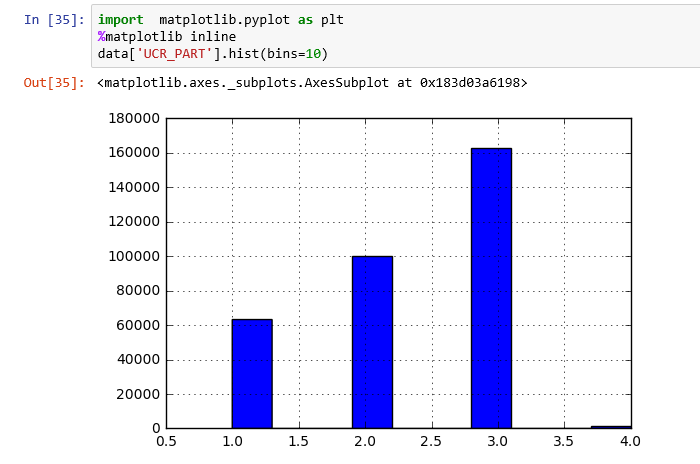 In [35]: import  matplotlib.pyplot as plt
%matplotlib inline
data['UCR_PART'].hist(bins=10)
Out[35]: <matplotlib.axes._subplots.AxesSubplot at 0x183d03a6198>
180000
160000
140000
120000
100000
80000
60000
40000
20000
0
0.5 1.0 1.5 2.0 2.5 3.0 3.5 4.0